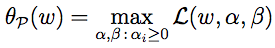 θ_𝒫(w) = max_{α,β : α_i≥0} ℒ(w, α, β)